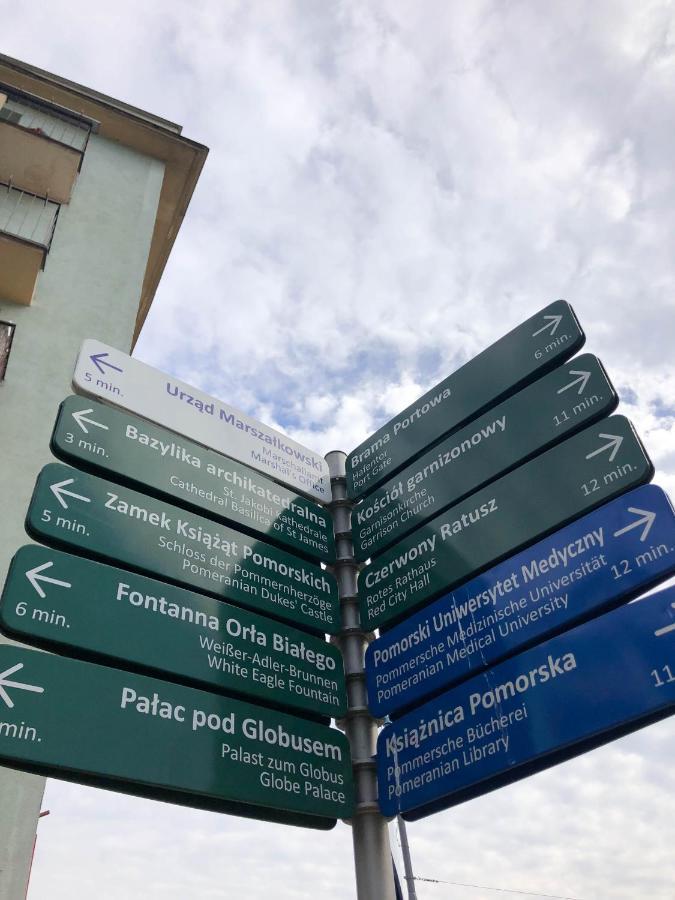 5 min.
Urząd Marszałkowski
Marschallamt
Marshal's Office
3 min.
Bazylika archikatedralna
St. Jakobi Kathedrale
Cathedral Basilica of St James
5 min.
Zamek Książąt Pomorskich
Schloss der Pommernherzöge
Pomeranian Dukes' Castle
6 min.
Fontanna Orła Białego
Weißer-Adler-Brunnen
White Eagle Fountain
min.
Pałac pod Globusem
Palast zum Globus
Globe Palace
Brama Portowa
Hafentor
Port Gate
6 min.
Kościół garnizonowy
Garnisonkirche
Garrison Church
11 min.
Czerwony Ratusz
Rotes Rathaus
Red City Hall
12 min.
Pomorski Uniwersytet Medyczny
Pommersche Medizinische Universität
Pomeranian Medical University
12 min.
Książnica Pomorska
Pommersche Bücherei
Pomeranian Library
11